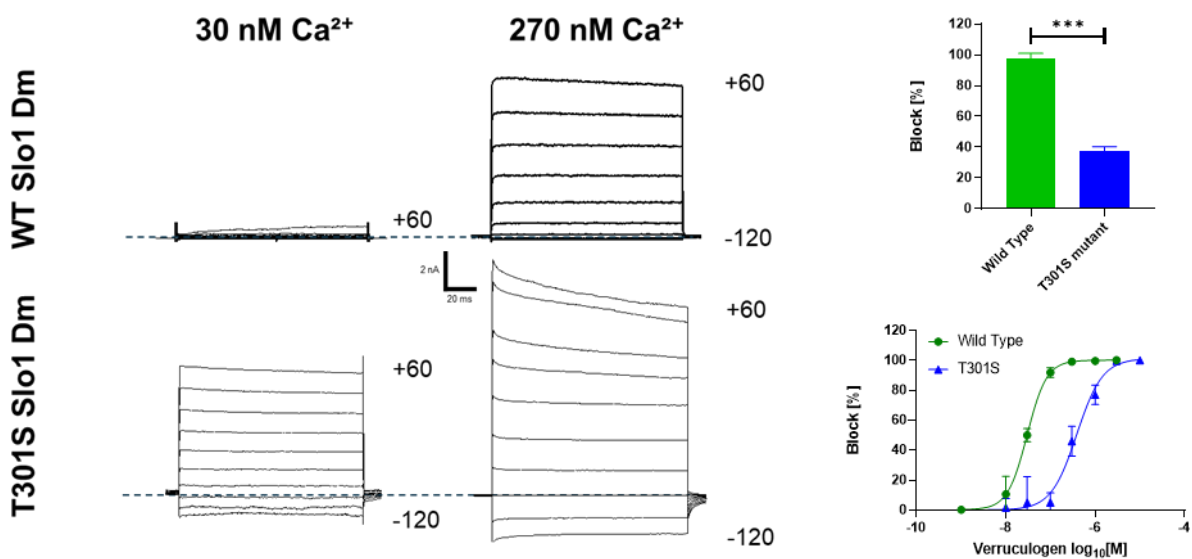 30 nM Ca²⁺
270 nM Ca²⁺
WT Slo1 Dm
+60
+60
-120
T301S Slo1 Dm
2 nA
20 ms
+60
-120
+60
-120
Block [%]
120
100
80
60
40
20
0
***
Wild Type
T301S mutant
Block [%]
120
100
80
60
40
20
0
Wild Type
T301S
-10
-8
-6
-4
Verruculogen log₁₀[M]